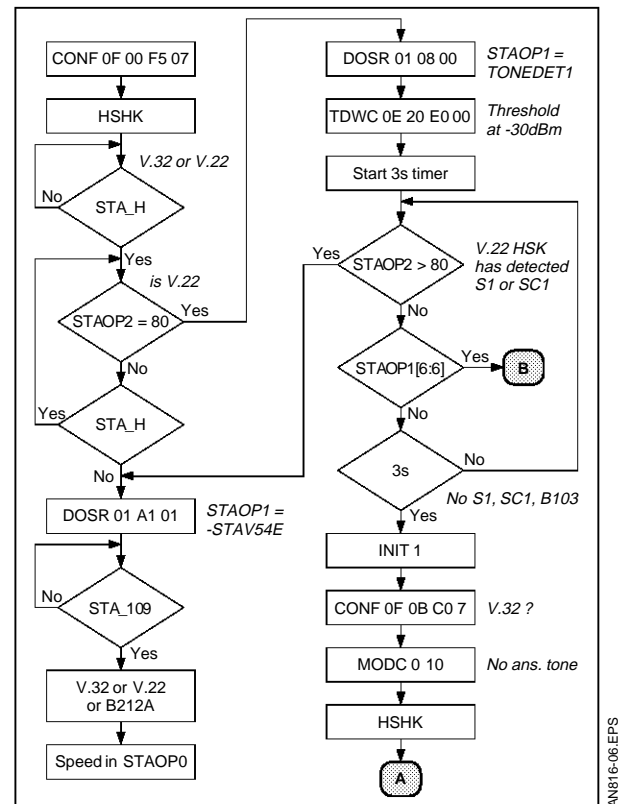 CONF 0F 00 F5 07
HSHK
V.32 or V.22
No
STA_H
Yes
is V.22
Yes
STAOP2 = 80
No
Yes
STA_H
No
DOSR 01 A1 01
STAOP1 =
-STAV54E
No
STA_109
Yes
V.32 or V.22
or B212A
Speed in STAOP0
DOSR 01 08 00
STAOP1 =
TONEDET1
TDWC 0E 20 E0 00
Threshold
at -30dBm
Start 3s timer
Yes
STAOP2 > 80
V.22 HSK
has detected
S1 or SC1
No
STAOP1[6:6]
Yes
B
No
3s
No
No S1, SC1, B103
Yes
INIT 1
CONF 0F 0B C0 7
V.32 ?
MODC 0 10
No ans. tone
HSHK
A
AN816-06.EPS